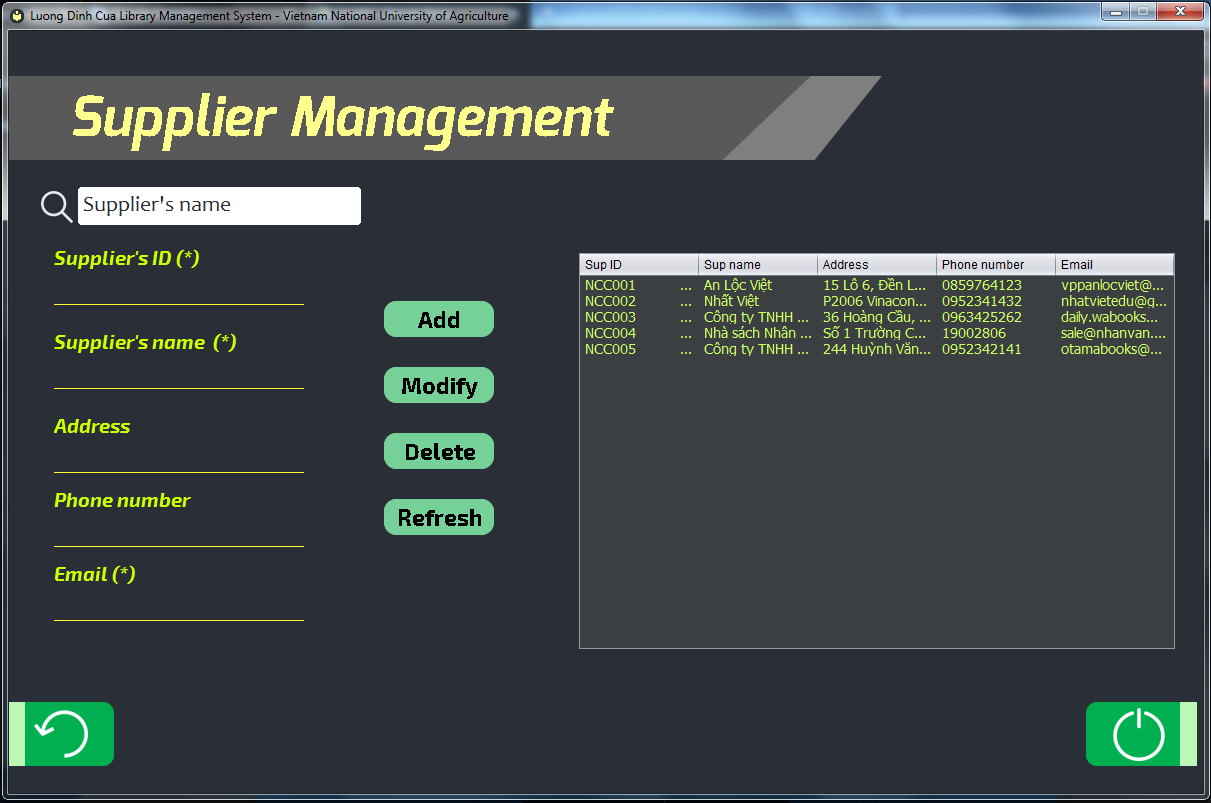 Luong Dinh Cua Library Management System - Vietnam National University of Agriculture
Supplier Management
Supplier's name
Supplier's ID (*)
Supplier's name (*)
Address
Phone number
Email (*)
Add
Modify
Delete
Refresh
Sup ID Sup name Address Phone number Email
NCC001 ... An Lộc Việt 15 Lô 6, Đền L... 0859764123 vppanlocviet@...
NCC002 ... Nhất Việt P2006 Vinacon... 0952341432 nhatvietedu@g...
NCC003 ... Công ty TNHH ... 36 Hoàng Cầu, ... 0963425262 daily.wabooks...
NCC004 ... Nhà sách Nhân ... Số 1 Trường C... 19002806 sale@nhanvan....
NCC005 ... Công ty TNHH ... 244 Huỳnh Văn... 0952342141 otamabooks@...